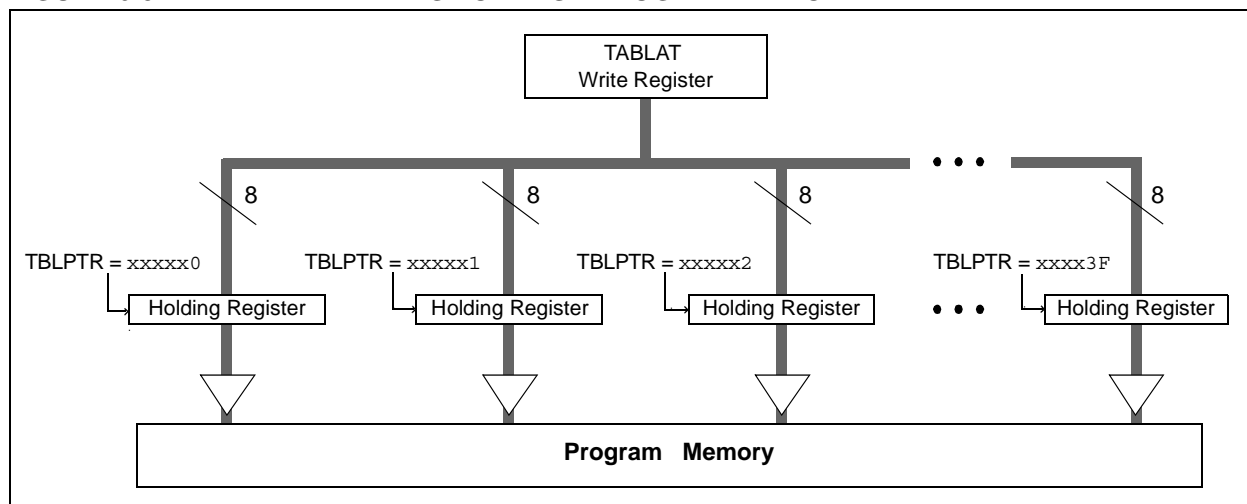 TABLAT
Write Register
8 8 8 8
TBLPTR = xxxxx0 TBLPTR = xxxxx1 TBLPTR = xxxxx2 TBLPTR = xxxx3F
Holding Register Holding Register Holding Register Holding Register
Program Memory